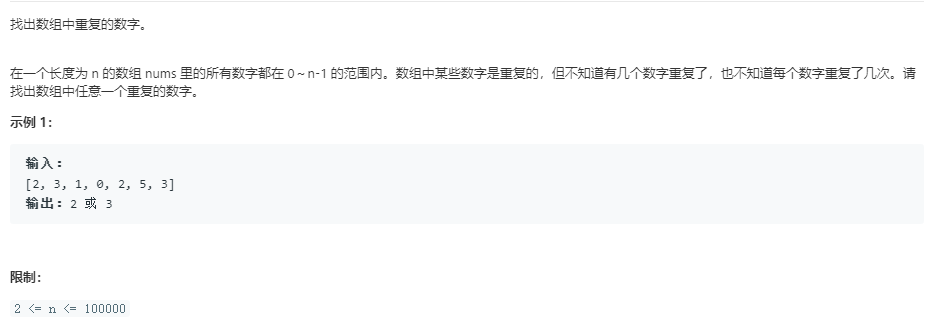 找出数组中重复的数字。
在一个长度为 n 的数组 nums 里的所有数字都在 0～n-1 的范围内。数组中某些数字是重复的，但不知道有几个数字重复了，也不知道每个数字重复了几次。请
找出数组中任意一个重复的数字。
示例 1：
输入：
[2, 3, 1, 0, 2, 5, 3]
输出：2 或 3
限制：
2 <= n <= 100000